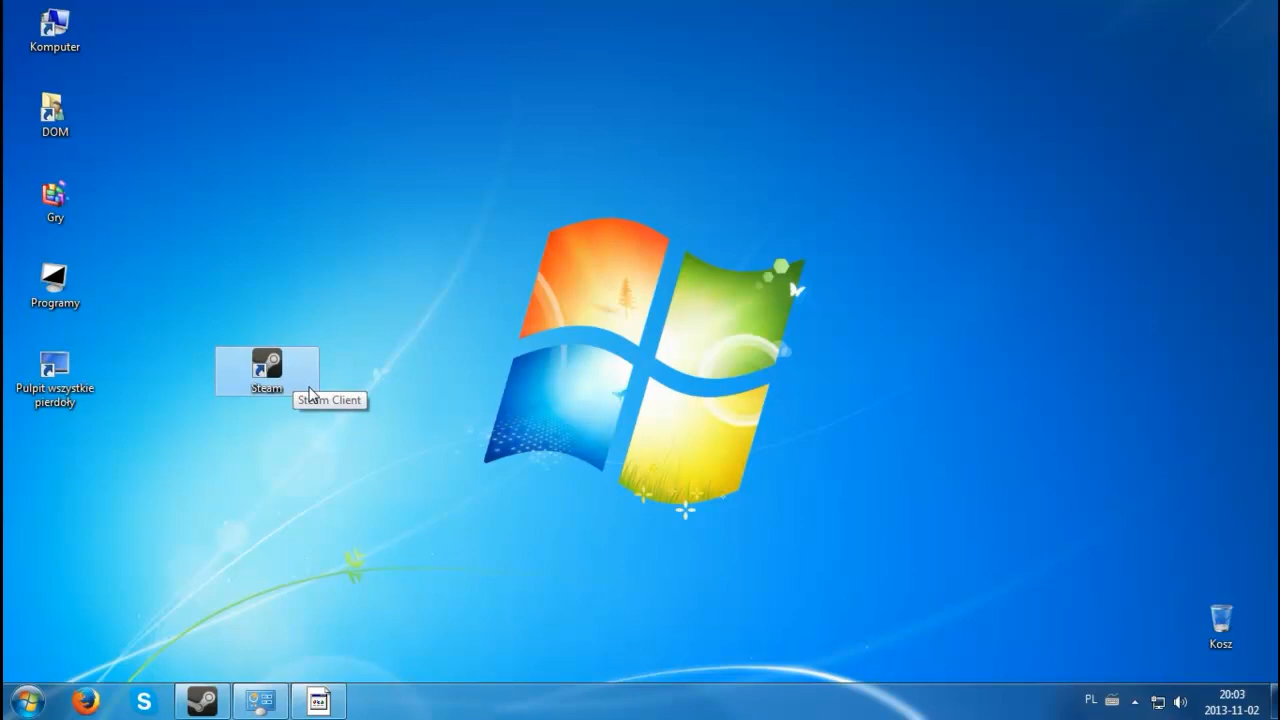 Komputer
DOM
Gry
Programy
Pulpit wszystkie
pierdoły
Steam
Steam Client
Kosz
S
PL
20:03
2013-11-02